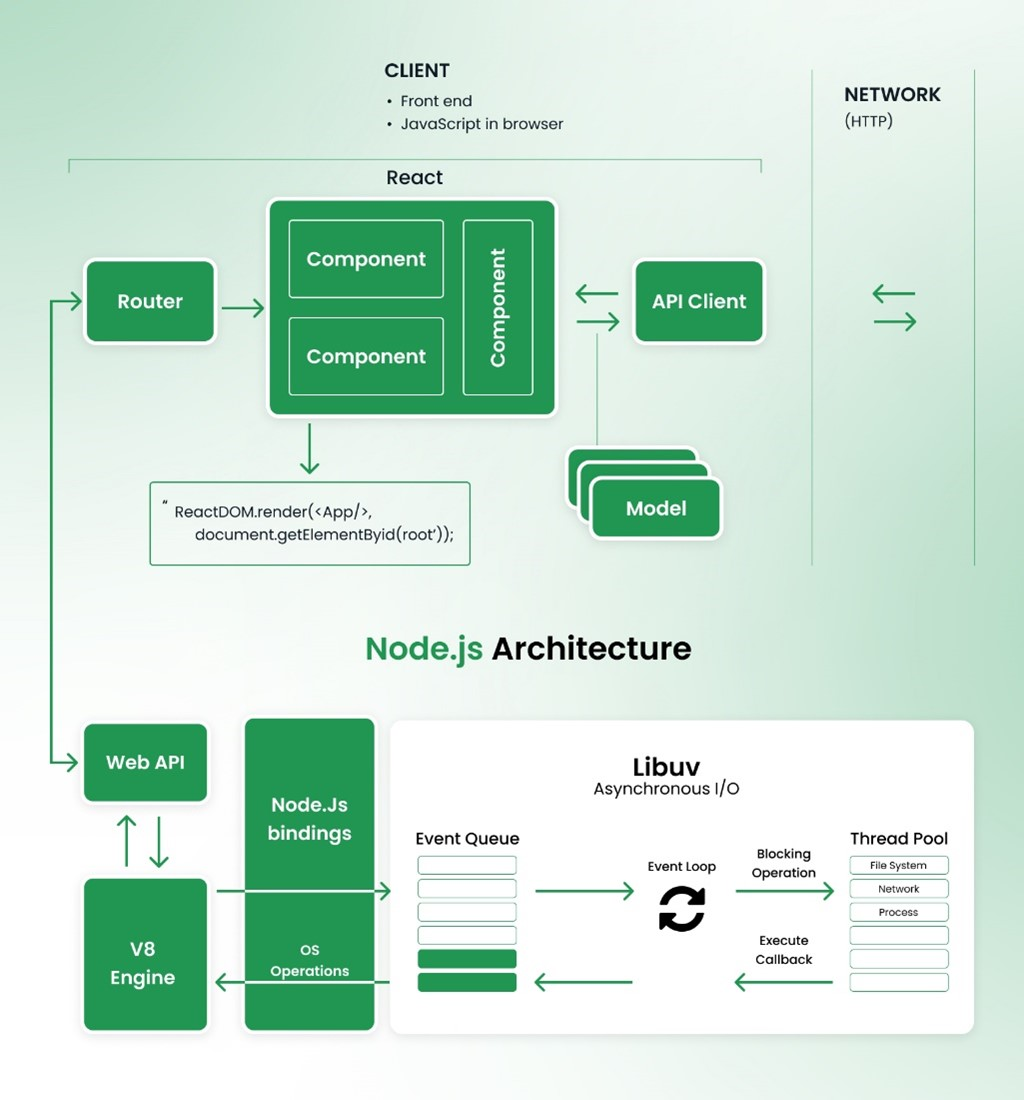 CLIENT
• Front end
• JavaScript in browser
NETWORK
(HTTP)
React
Router
Component
Component
Component
API Client
“ ReactDOM.render(<App/>,
document.getElementByid(root’));
Model
Node.js Architecture
Web API
Node.Js
bindings
V8
Engine
OS
Operations
Libuv
Asynchronous I/O
Event Queue
Event Loop
Blocking
Operation
Execute
Callback
Thread Pool
File System
Network
Process